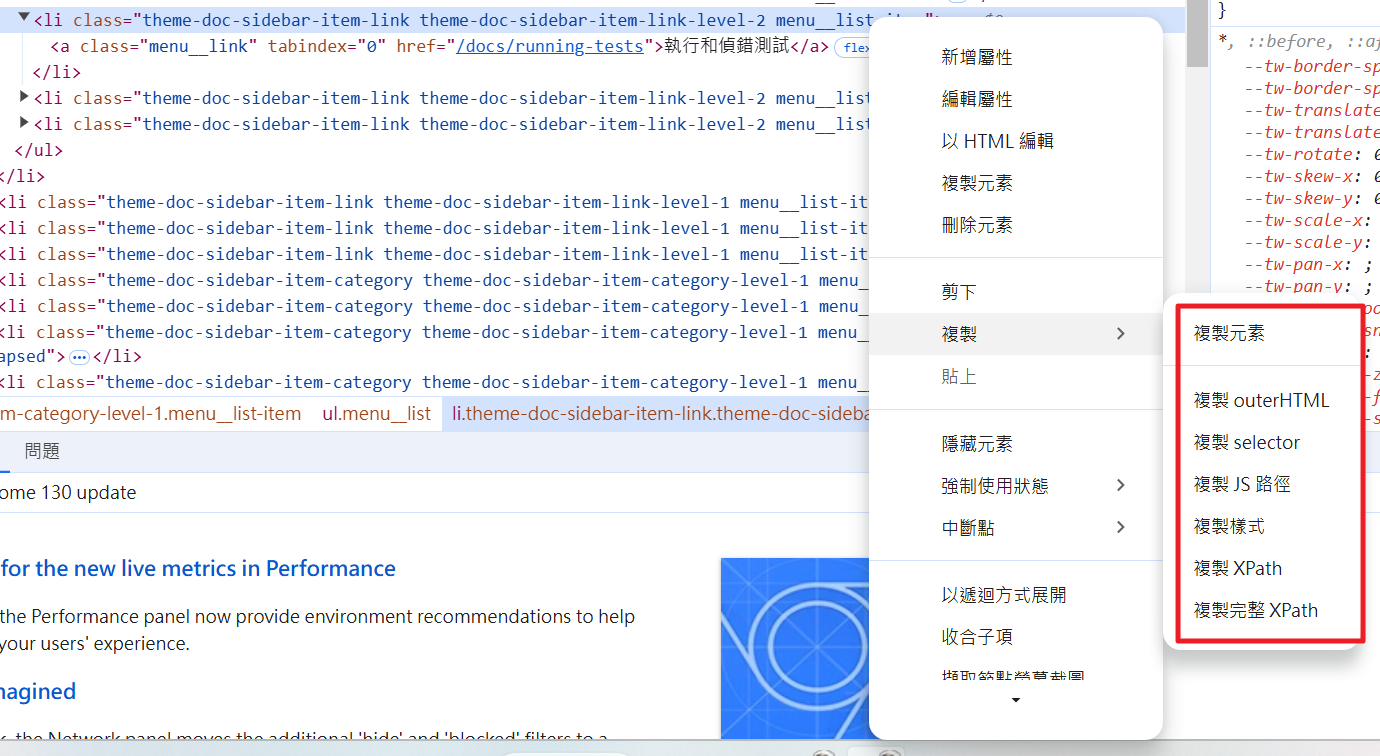 <li class="theme-doc-sidebar-item-link theme-doc-sidebar-item-link-level-2 menu__list-item"> == $0
<a class="menu__link" tabindex="0" href="/docs/running-tests">執行和偵錯測試</a> flex
</li>
<li class="theme-doc-sidebar-item-link theme-doc-sidebar-item-link-level-2 menu__list
<li class="theme-doc-sidebar-item-link theme-doc-sidebar-item-link-level-2 menu__list
</ul>
</li>
<li class="theme-doc-sidebar-item-link theme-doc-sidebar-item-link-level-1 menu__list-it
<li class="theme-doc-sidebar-item-link theme-doc-sidebar-item-link-level-1 menu__list-it
<li class="theme-doc-sidebar-item-link theme-doc-sidebar-item-link-level-1 menu__list-it
<li class="theme-doc-sidebar-item-category theme-doc-sidebar-item-category-level-1 menu_
<li class="theme-doc-sidebar-item-category theme-doc-sidebar-item-category-level-1 menu_
<li class="theme-doc-sidebar-item-category theme-doc-sidebar-item-category-level-1 menu_
apsed">…</li>
<li class="theme-doc-sidebar-item-category theme-doc-sidebar-item-category-level-1 menu_
m-category-level-1.menu__list-item ul.menu__list li.theme-doc-sidebar-item-link.theme-doc-sideba
問題
ome 130 update
for the new live metrics in Performance
the Performance panel now provide environment recommendations to help
your users' experience.
magined
the Network panel moves the additional 'hide' and 'blocked' filters to a
新增屬性
編輯屬性
以 HTML 編輯
複製元素
刪除元素
剪下
複製
貼上
隱藏元素
強制使用狀態
中斷點
以遞迴方式展開
收合子項
擷取節點螢幕截圖
複製元素
複製 outerHTML
複製 selector
複製 JS 路徑
複製樣式
複製 XPath
複製完整 XPath
}
*, ::before, ::af
--tw-border-sp
--tw-border-sp
--tw-translate
--tw-translate
--tw-rotate: 0
--tw-skew-x: 0
--tw-skew-y: 0
--tw-scale-x:
--tw-scale-y:
--tw-pan-x: ;
--tw-pan-y: ;